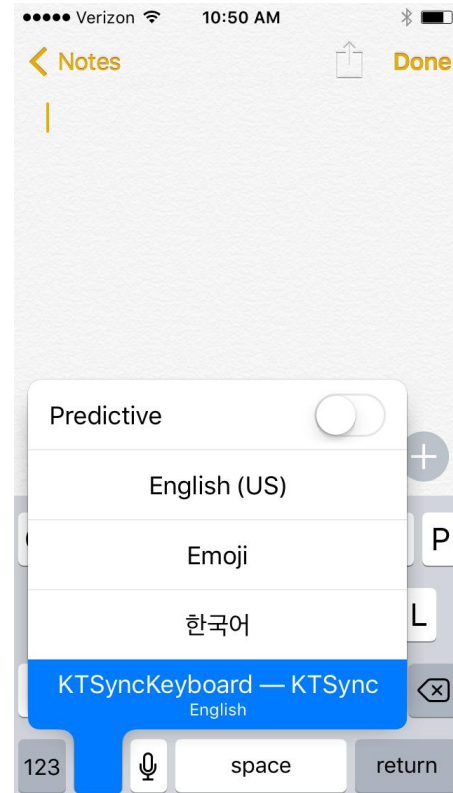 Verizon 10:50 AM
Notes Done
Predictive
English (US)
Emoji
한국어
KTSyncKeyboard — KTSync
English
P
L
123 space return